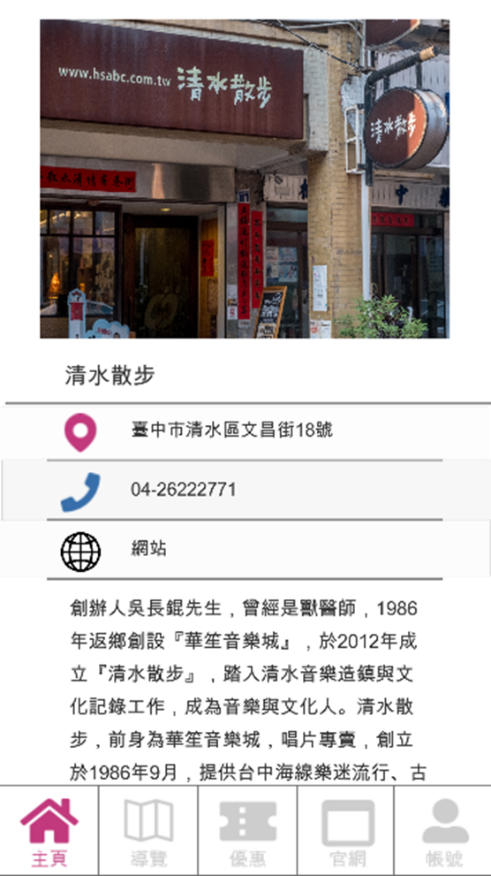 www.hsabc.com.tw 清水散步
清水散步
清水散步
臺中市清水區文昌街18號
04-26222771
網站
創辦人吳長錕先生，曾經是獸醫師，1986
年返鄉創設『華笙音樂城』，於2012年成
立『清水散步』，踏入清水音樂造鎮與文
化記錄工作，成為音樂與文化人。清水散
步，前身為華笙音樂城，唱片專賣，創立
於1986年9月，提供台中海線樂迷流行、古
主頁
導覽
優惠
官網
帳號